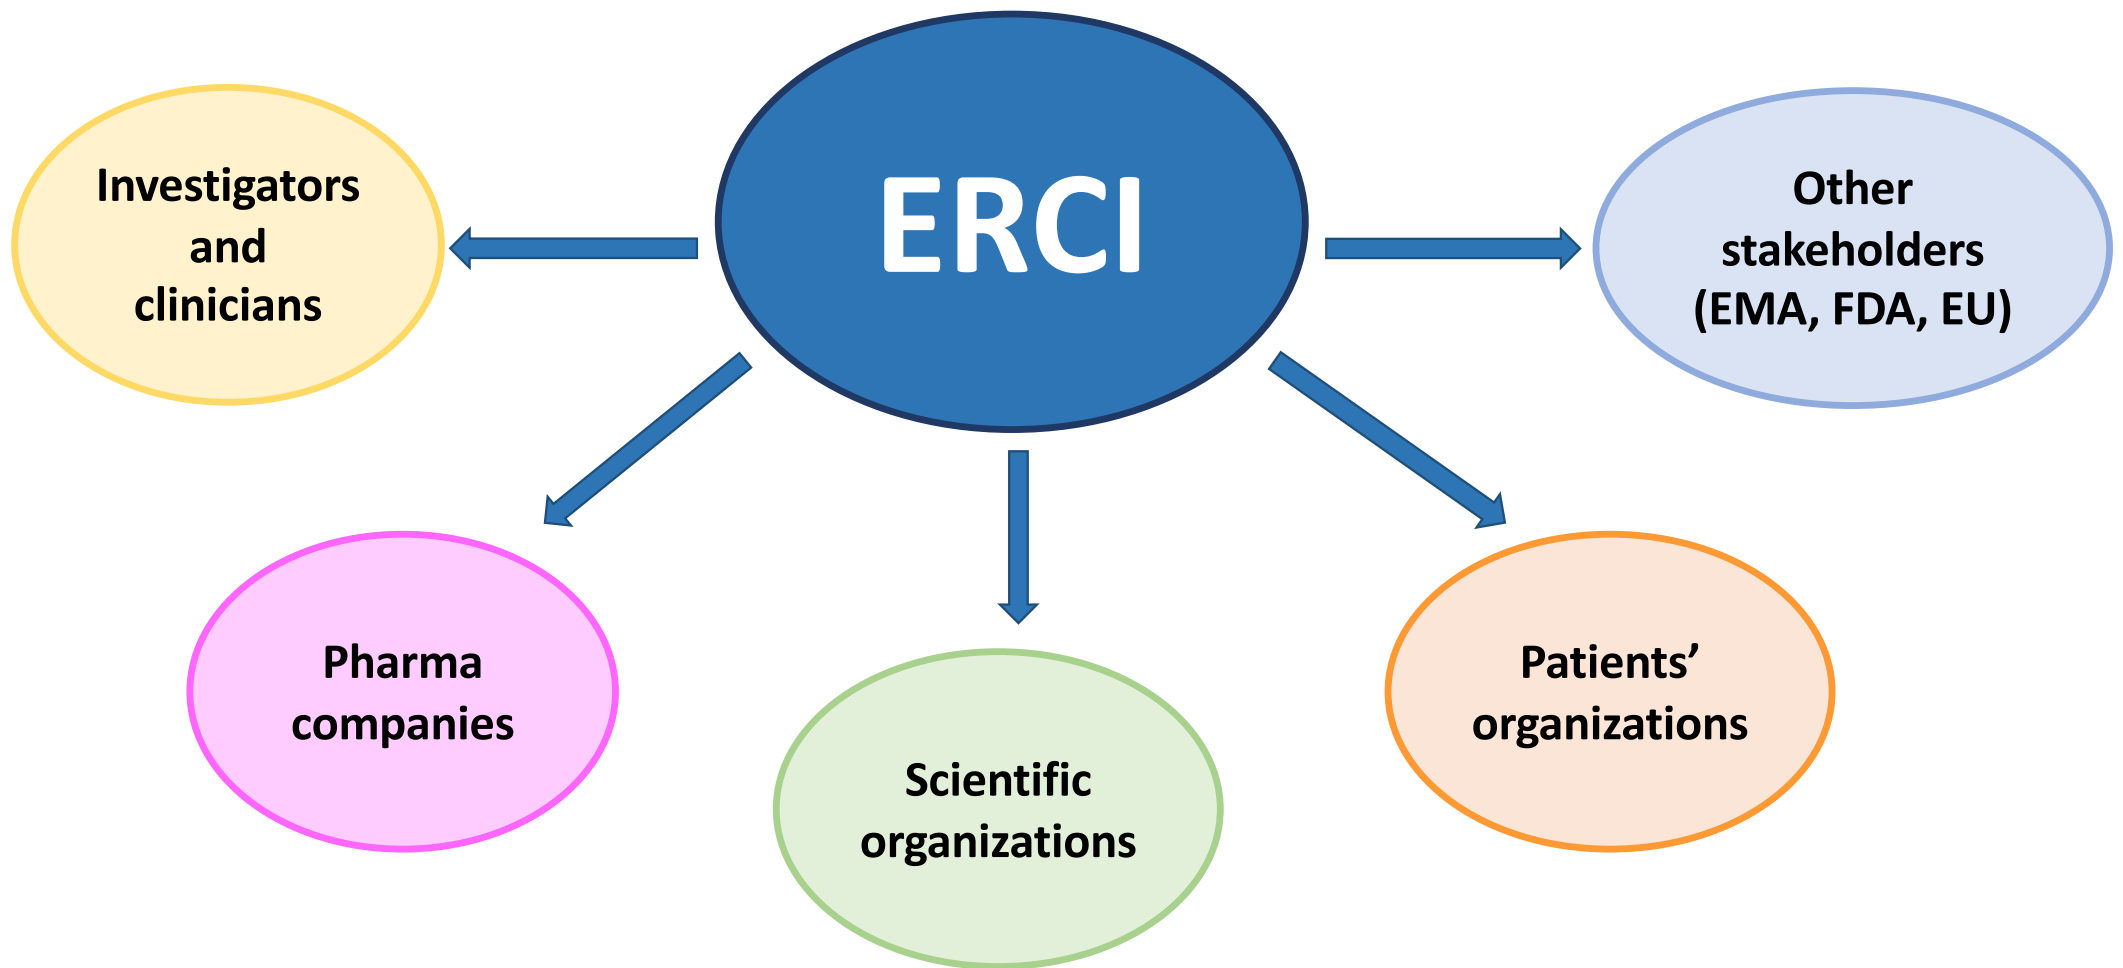 ERCI
Investigators
and
clinicians
Other
stakeholders
(EMA, FDA, EU)
Pharma
companies
Scientific
organizations
Patients’
organizations